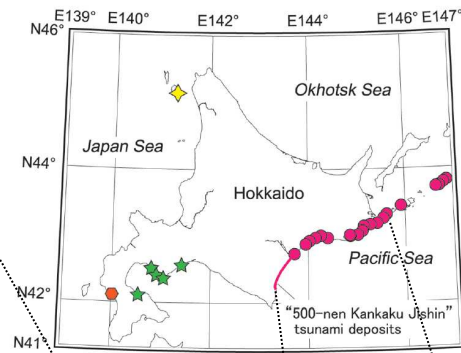 E139° E140° E142° E144° E146° E147°
N46°
Okhotsk Sea
Japan Sea
N44°
Hokkaido
Pacific Sea
N42°
"500-nen Kankaku Jishin"
tsunami deposits
N41°